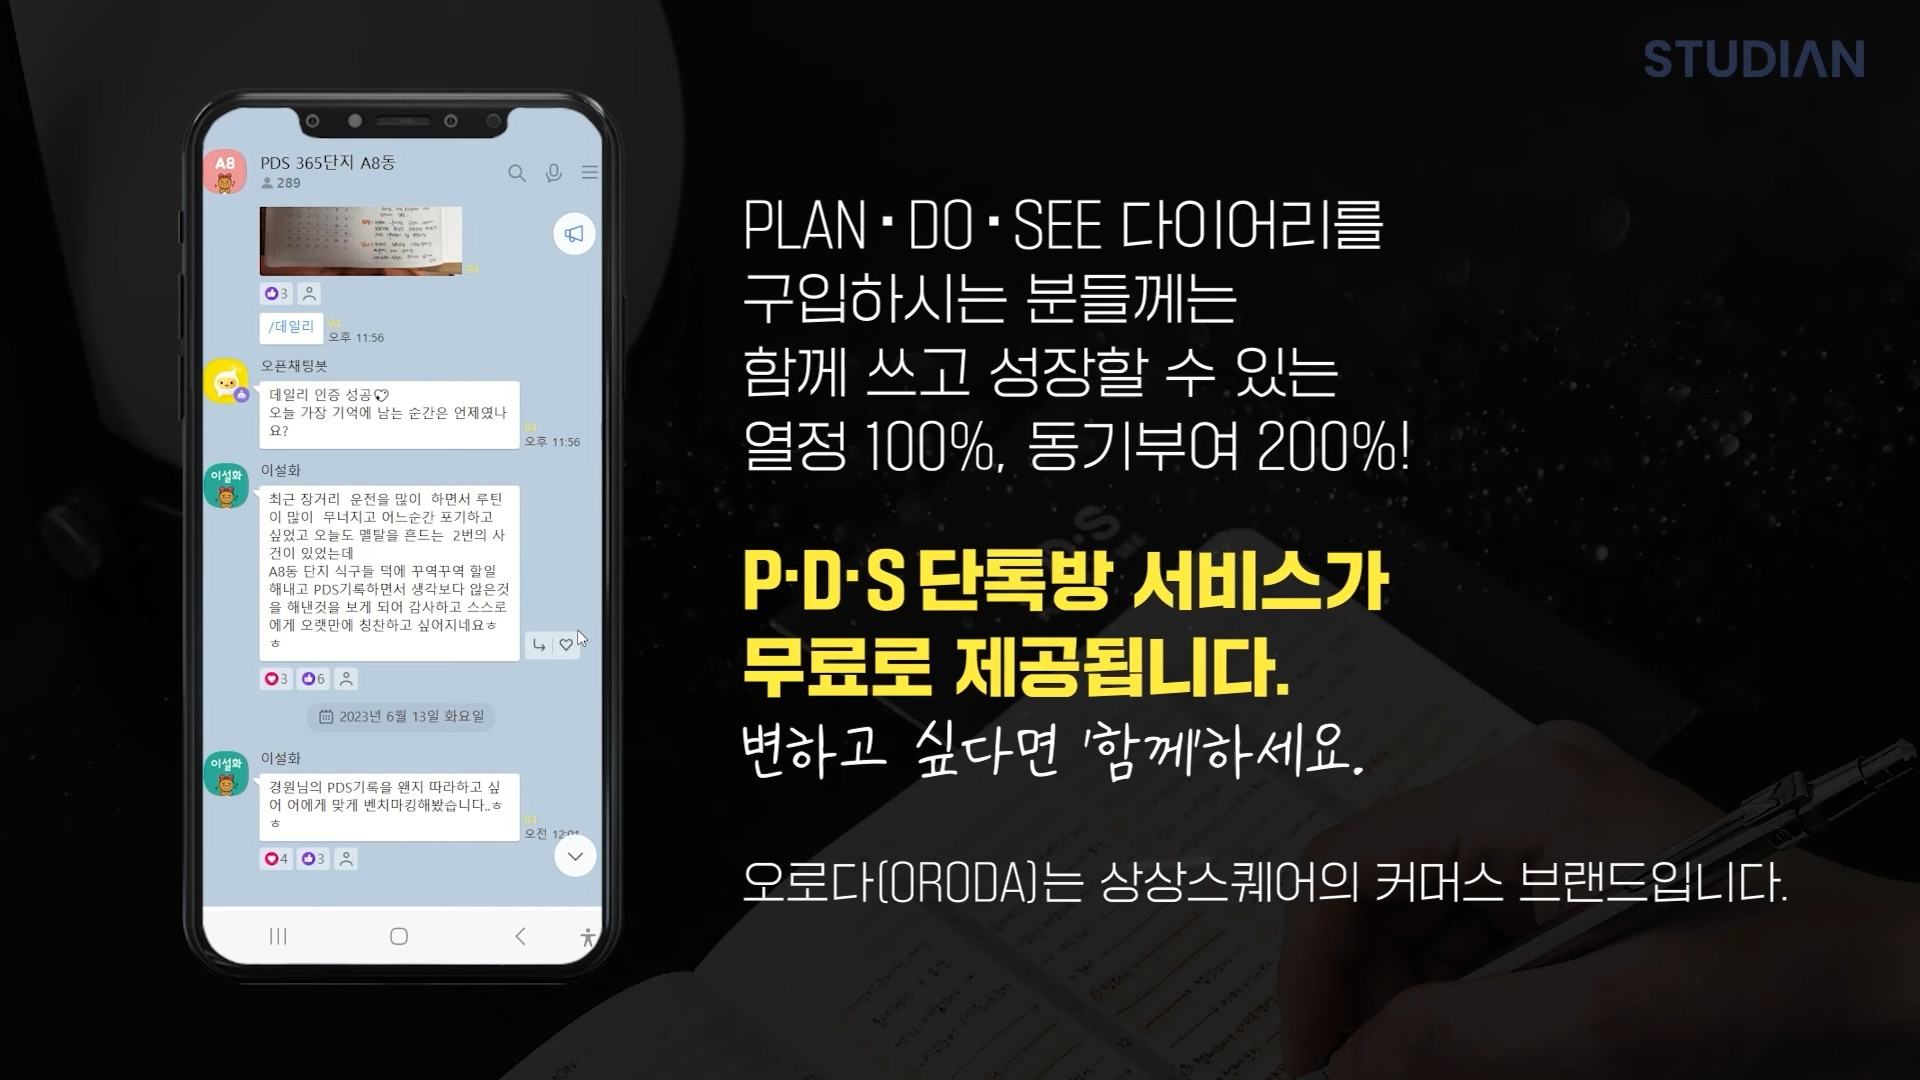 STUDIAN
A8
PDS 365단지 A8동
289
94
3
/데일리
94
오후 11:56
오픈채팅봇
데일리 인증 성공
오늘 가장 기억에 남는 순간은 언제였나
요?
94
오후 11:56
이설화
이설화
최근 장거리 운전을 많이 하면서 루틴
이 많이 무너지고 어느순간 포기하고
싶었고 오늘도 멜탈을 흔드는 2번의 사
건이 있었는데
A8동 단지 식구들 덕에 꾸역꾸역 할일
해내고 PDS기록하면서 생각보다 않은것
을 해낸것을 보게 되어 감사하고 스스로
에게 오랫만에 칭찬하고 싶어지네요ㅎ
ㅎ
3 6
2023년 6월 13일 화요일
이설화
이설화
경원님의 PDS기록을 왠지 따라하고 싶
어 어에게 맞게 벤치마킹해봤습니다..ㅎ
ㅎ
94
오전 12:01
4 3
PLAN·DO·SEE 다이어리를
구입하시는 분들께는
함께 쓰고 성장할 수 있는
열정 100%, 동기부여 200%!
P·D·S 단톡방 서비스가
무료로 제공됩니다.
변하고 싶다면 '함께'하세요.
오로다(ORODA)는 상상스퀘어의 커머스 브랜드입니다.